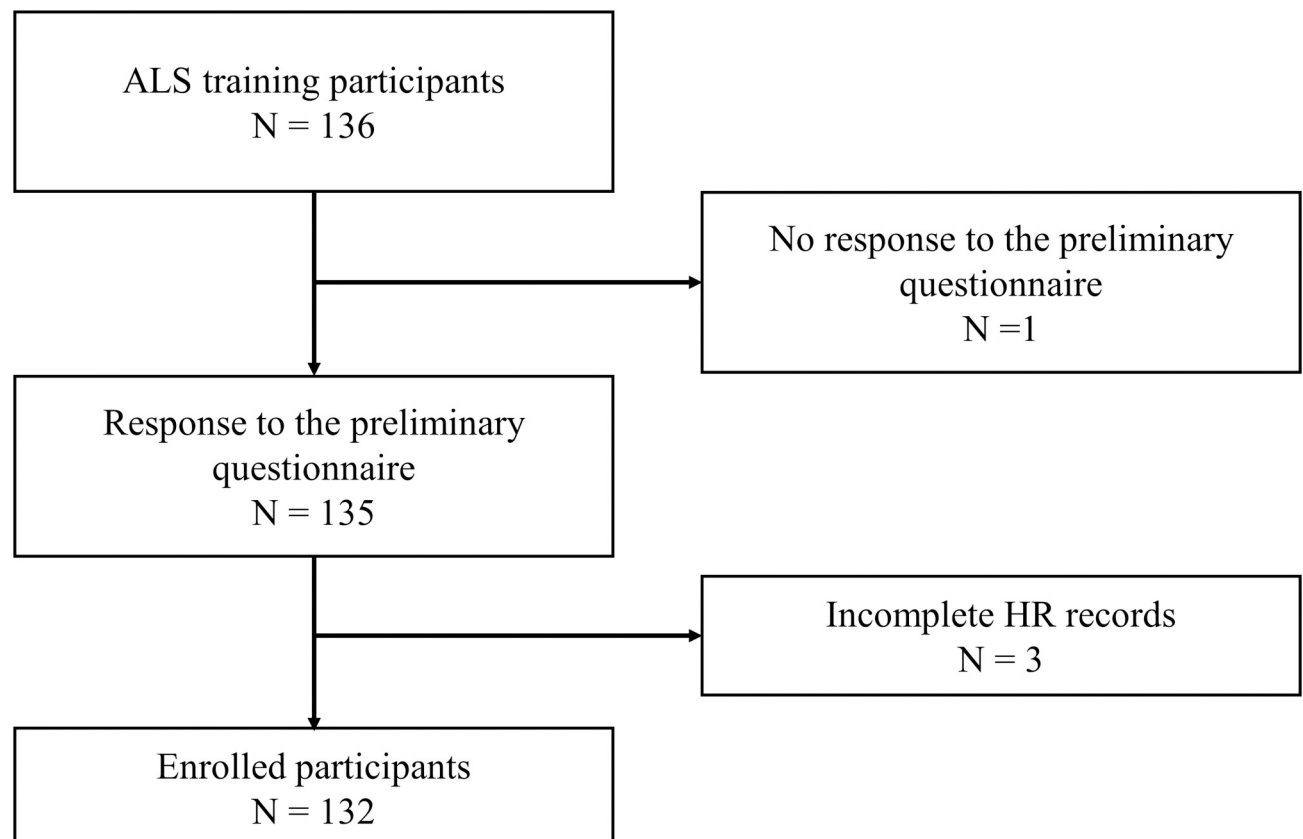 ALS training participants
N = 136
No response to the preliminary
questionnaire
N =1
Response to the preliminary
questionnaire
N = 135
Incomplete HR records
N = 3
Enrolled participants
N = 132